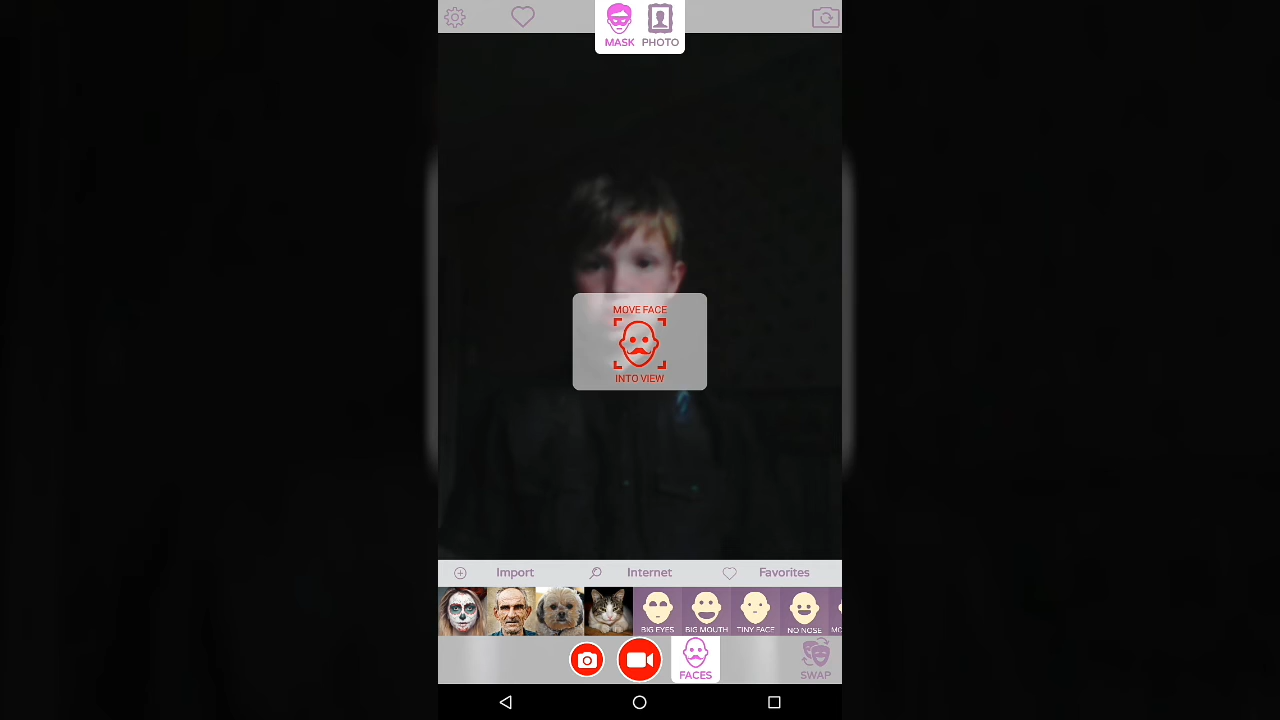 MASK PHOTO
MOVE FACE
INTO VIEW
Import Internet Favorites
BIG EYES BIG MOUTH TINY FACE NO NOSE MO
FACES SWAP